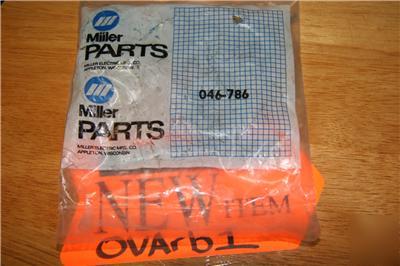 Miller
PARTS
MILLER ELECTRIC MFG. CO.
APPLETON, WISCONSIN
046-786
Miller
PARTS
MILLER ELECTRIC MFG. CO.
APPLETON, WISCONSIN
NEW ITEM
OVArb1